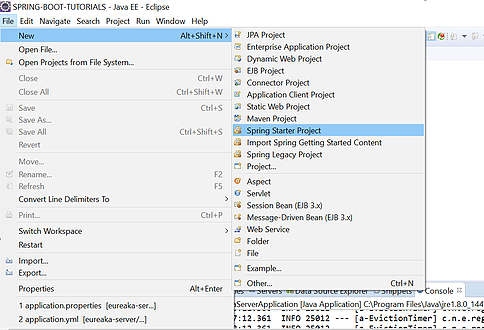 SPRING-BOOT-TUTORIALS - Java EE - Eclipse
File Edit Navigate Search Project Run Window Help
New Alt+Shift+N
Open File...
Open Projects from File System...
Close Ctrl+W
Close All Ctrl+Shift+W
Save Ctrl+S
Save As...
Save All Ctrl+Shift+S
Revert
Move...
Rename... F2
Refresh F5
Convert Line Delimiters To
Print... Ctrl+P
Switch Workspace
Restart
Import...
Export...
Properties Alt+Enter
1 application.properties [eureaka-ser...]
2 application.yml [eureaka-server/...]
JPA Project
Enterprise Application Project
Dynamic Web Project
EJB Project
Connector Project
Application Client Project
Static Web Project
Maven Project
Spring Starter Project
Import Spring Getting Started Content
Spring Legacy Project
Project...
Aspect
Servlet
Session Bean (EJB 3.x)
Message-Driven Bean (EJB 3.x)
Web Service
Folder
File
Example...
Other... Ctrl+N
Servers Data Source Explorer Snippets Console
ServerApplication [Java Application] C:\Program Files\Java\jre1.8.0_144
7:12.361 INFO 25012 --- [a-EvictionTimer] c.n.e.regi
8:12.361 INFO 25012 --- [a-EvictionTimer] c.n.e.re